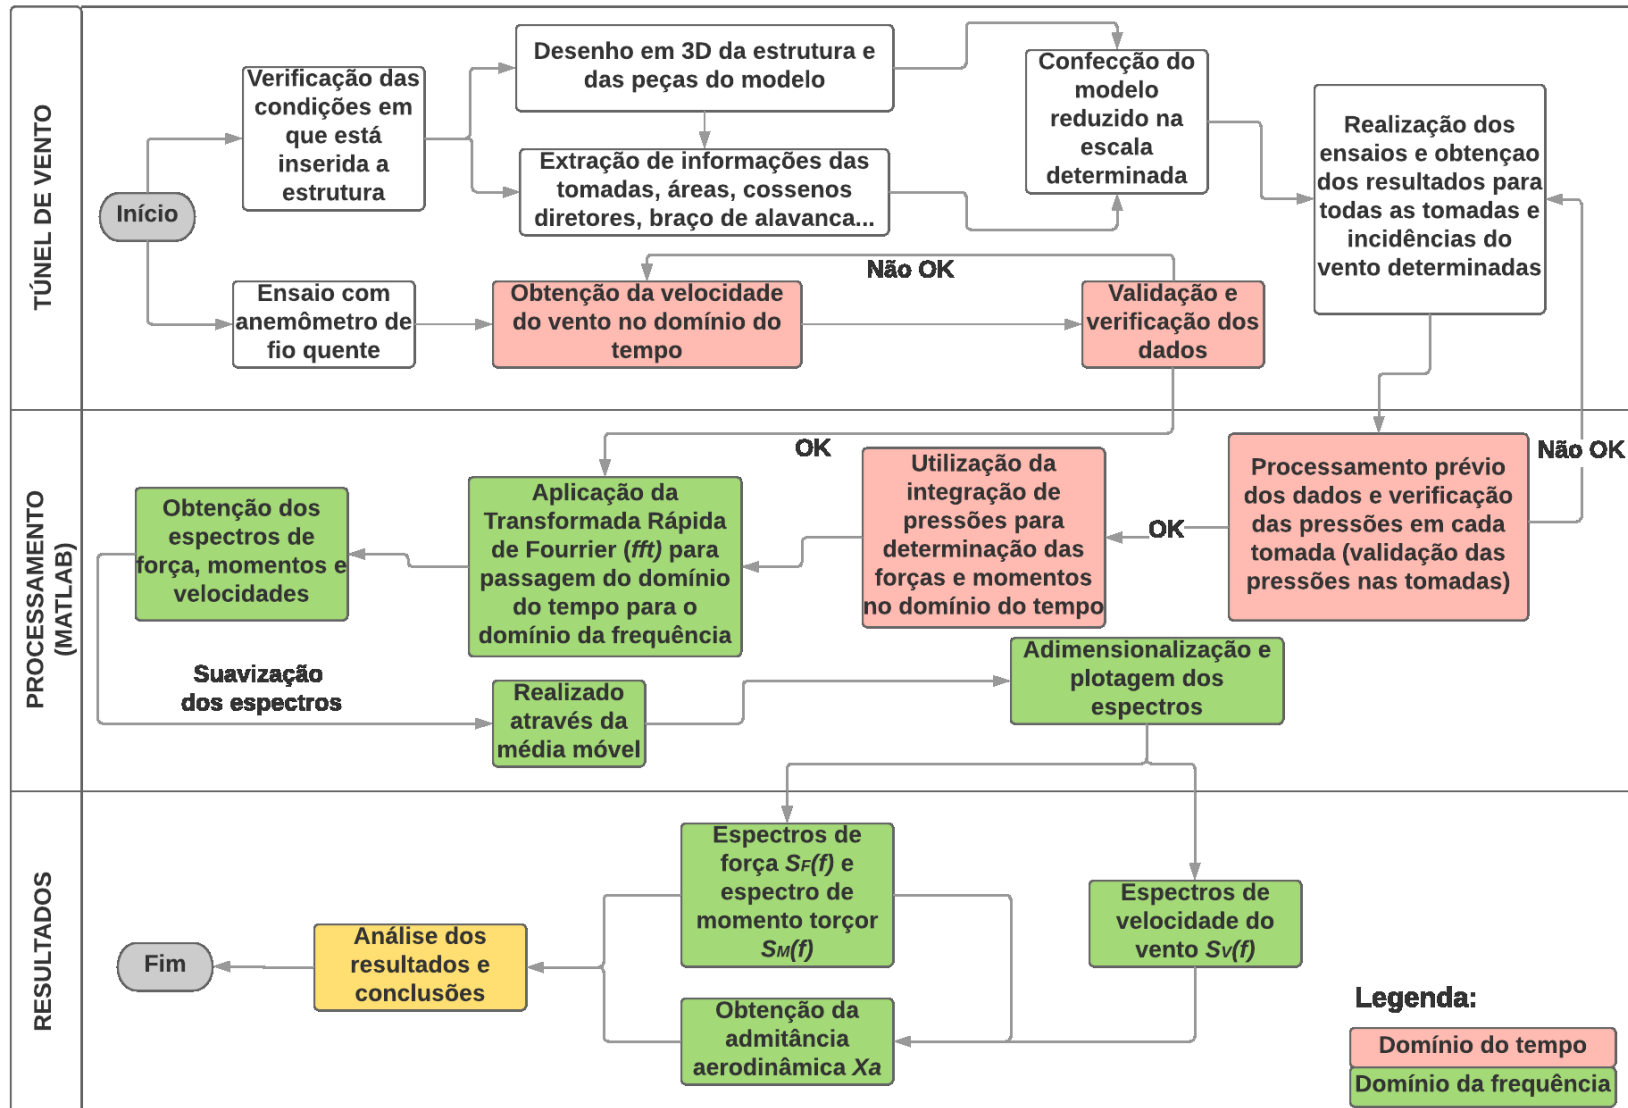 TÚNEL DE VENTO
Início
Verificação das
condições em
que está
inserida a
estrutura
Desenho em 3D da estrutura e
das peças do modelo
Extração de informações das
tomadas, áreas, cossenos
diretores, braço de alavanca...
Confecção do
modelo
reduzido na
escala
determinada
Realização dos
ensaios e obtençao
dos resultados para
todas as tomadas e
incidências do
vento determinadas
Ensaio com
anemômetro de
fio quente
Obtenção da velocidade
do vento no domínio do
tempo
Não OK
Validação e
verificação dos
dados
PROCESSAMENTO
(MATLAB)
OK
Não OK
Processamento prévio
dos dados e verificação
das pressões em cada
tomada (validação das
pressões nas tomadas)
OK
Utilização da
integração de
pressões para
determinação das
forças e momentos
no domínio do tempo
Aplicação da
Transformada Rápida
de Fourrier (fft) para
passagem do domínio
do tempo para o
domínio da frequência
Obtenção dos
espectros de
força, momentos e
velocidades
Suavização
dos espectros
Realizado
através da
média móvel
Adimensionalização e
plotagem dos
espectros
RESULTADOS
Espectros de
força SF(f) e
espectro de
momento torçor
SM(f)
Espectros de
velocidade do
vento SV(f)
Obtenção da
admitância
aerodinâmica Xa
Análise dos
resultados e
conclusões
Fim
Legenda:
Domínio do tempo
Domínio da frequência